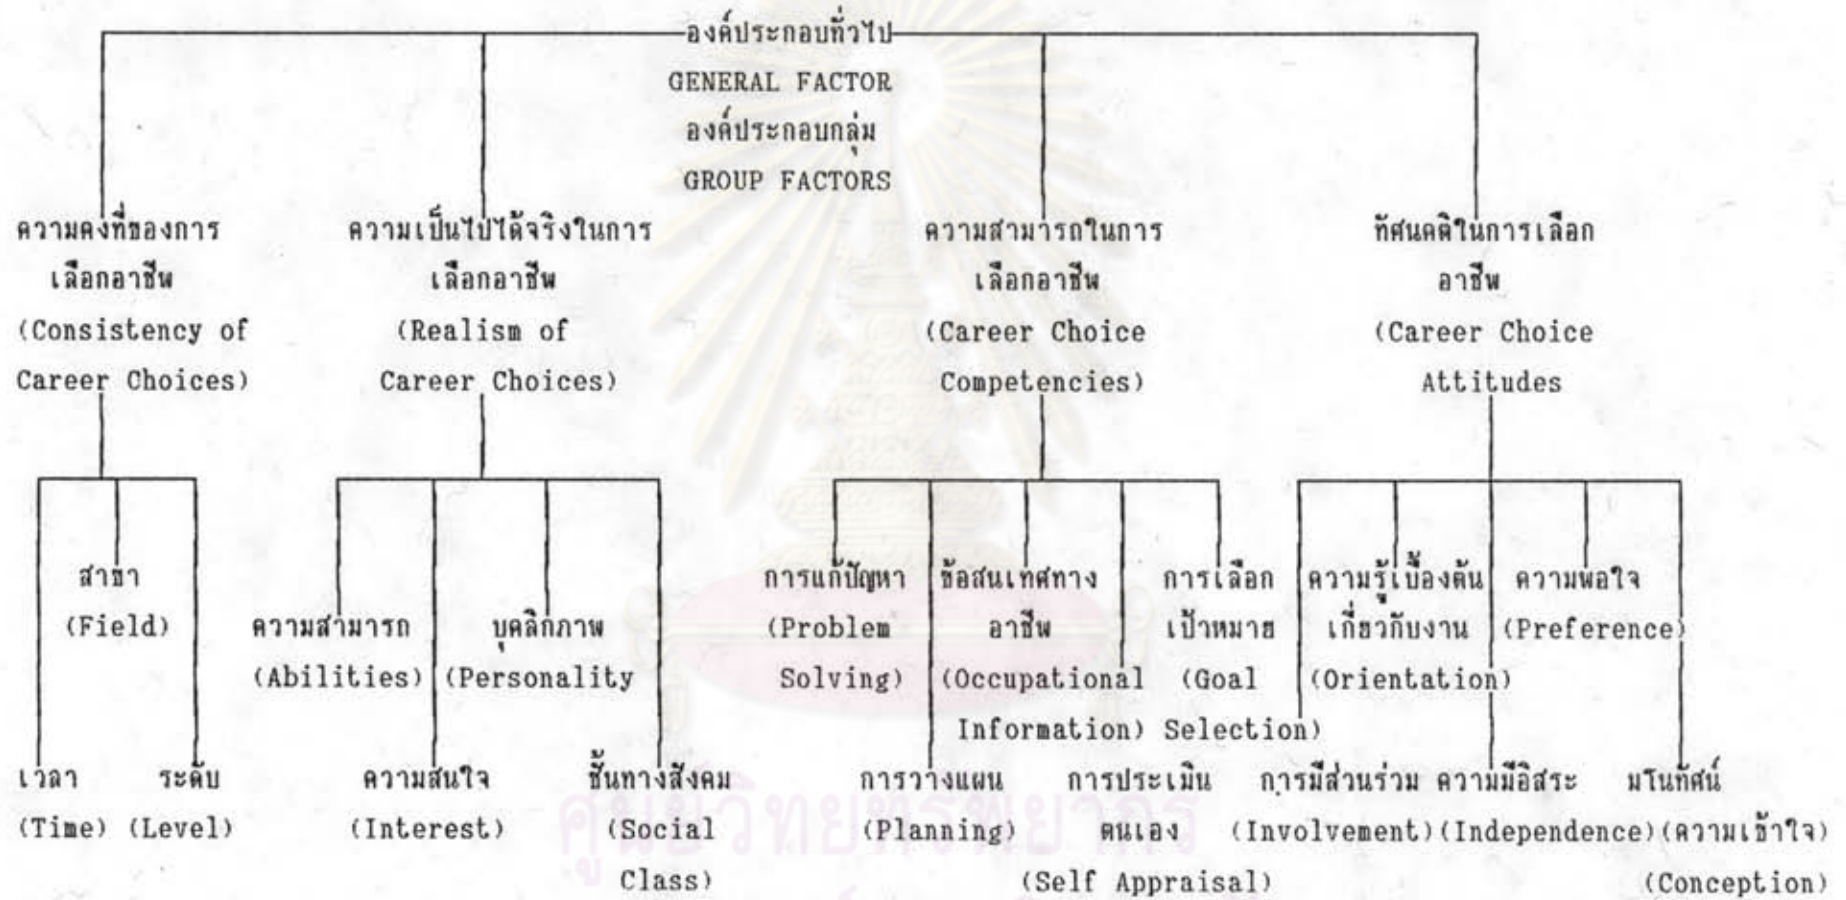 องค์ประกอบทั่วไป
GENERAL FACTOR
องค์ประกอบกลุ่ม
GROUP FACTORS
ความคงที่ของการ
เลือกอาชีพ
(Consistency of
Career Choices)
ความเป็นไปได้จริงในการ
เลือกอาชีพ
(Realism of
Career Choices)
ความสามารถในการ
เลือกอาชีพ
(Career Choice
Competencies)
ทัศนคติในการเลือก
อาชีพ
(Career Choice
Attitudes
สาขา
(Field)
ความสามารถ
(Abilities)
บุคลิกภาพ
(Personality
การแก้ปัญหา
(Problem
Solving)
ข้อสนเทศทาง
อาชีพ
(Occupational
Information)
การเลือก
เป้าหมาย
(Goal
Selection)
ความรู้เบื้องต้น
เกี่ยวกับงาน
(Orientation)
ความพอใจ
(Preference)
เวลา
(Time)
ระดับ
(Level)
ความสนใจ
(Interest)
ชั้นทางสังคม
(Social
Class)
การวางแผน
(Planning)
การประเมิน
ตนเอง
(Self Appraisal)
การมีส่วนร่วม
(Involvement)
ความมีอิสระ
(Independence)
มโนทัศน์
(ความเข้าใจ)
(Conception)
ศูนย์วิทยทรัพยากร